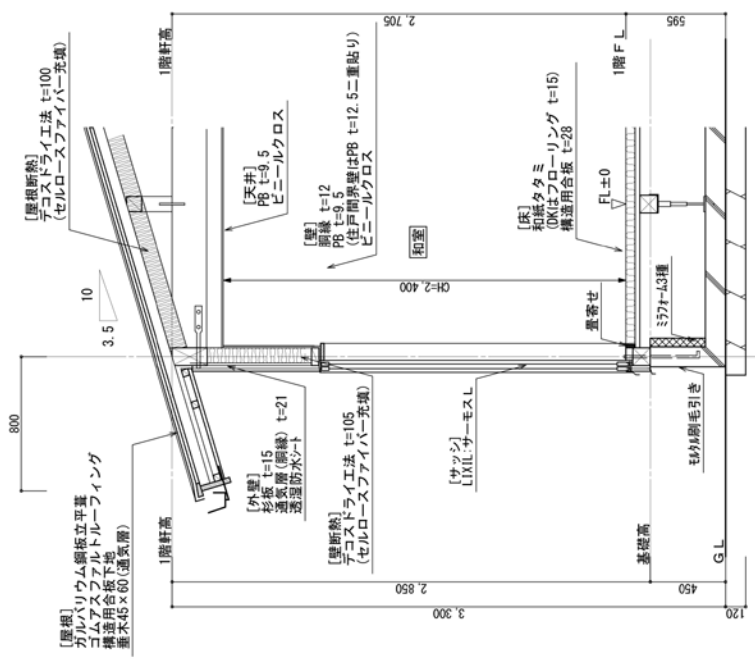 800
10
3.5
[屋根]
ガルバリウム鋼板立平葺
ゴムアスファルトルーフィング
構造用合板下地
垂木45×60(通気層)
[屋根断熱]
デコスドライ工法 t=100
(セルロースファイバー充填)
1階軒高
1階軒高
[外壁]
杉板 t=15
通気層(胴縁) t=21
透湿防水シート
[壁断熱]
デコスドライ工法 t=105
(セルロースファイバー充填)
[天井]
PB t=9.5
ビニールクロス
[壁]
胴縁 t=12
PB t=9.5
(住戸間界壁はPB t=12.5二重貼り)
ビニールクロス
和室
CH=2,400
[サッシ]
LIXIL:サーモスL
畳寄せ
FL±0
[床]
和紙タタミ
(DKはフローリング t=15)
構造用合板 t=28
1階FL
ミラフォーム3種
モルタル刷毛引き
基礎高
GL
2,705
595
2,850
450
3,300
120